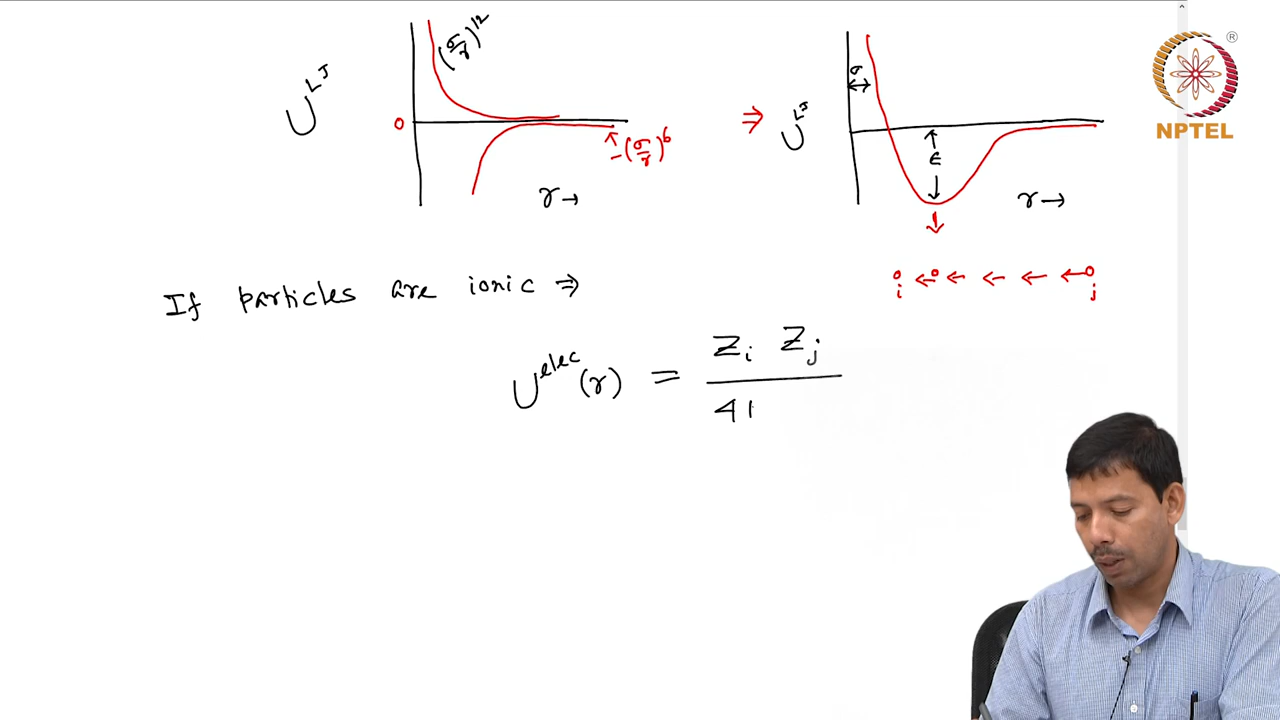 U^LJ 0 (σ/r)^12 -(σ/r)^6 r→
⇒ U^LJ σ ϵ r→
i j
If particles are ionic ⇒
U^elec(r) = Z_i Z_j / 4
NPTEL
®